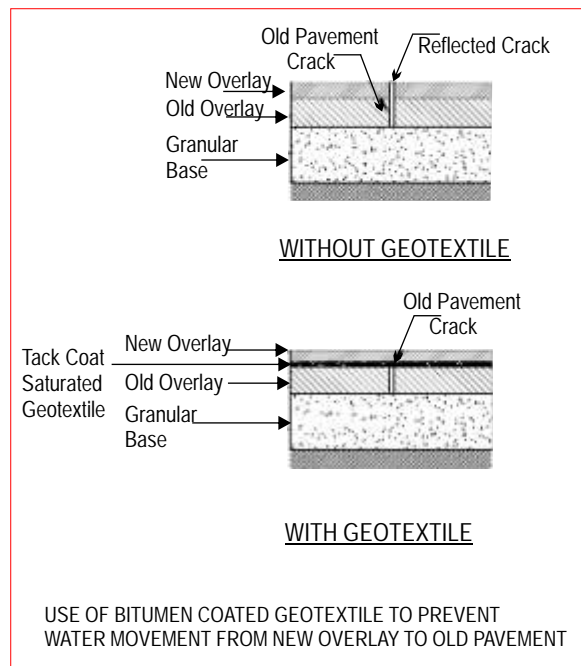 Old Pavement
Crack
Reflected Crack
New Overlay
Old Overlay
Granular
Base
WITHOUT GEOTEXTILE
Old Pavement
Crack
New Overlay
Tack Coat
Saturated
Geotextile
Old Overlay
Granular
Base
WITH GEOTEXTILE
USE OF BITUMEN COATED GEOTEXTILE TO PREVENT
WATER MOVEMENT FROM NEW OVERLAY TO OLD PAVEMENT